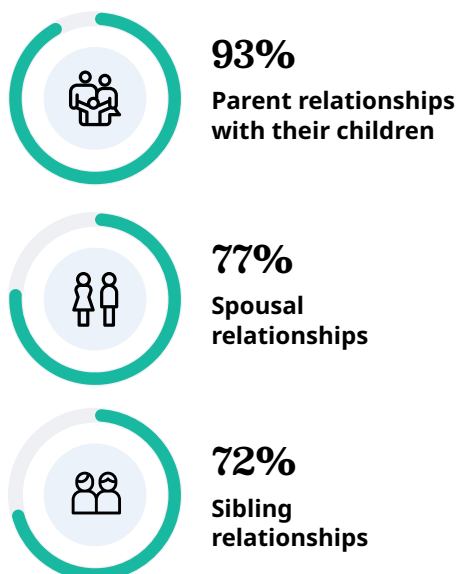 93%
Parent relationships
with their children
77%
Spousal
relationships
72%
Sibling
relationships